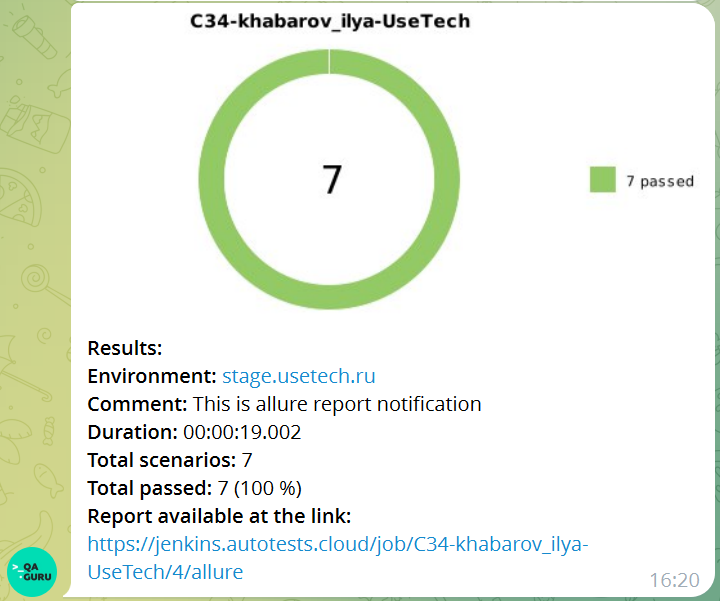 C34-khabarov_ilya-UseTech
7
7 passed
Results:
Environment: stage.usetech.ru
Comment: This is allure report notification
Duration: 00:00:19.002
Total scenarios: 7
Total passed: 7 (100 %)
Report available at the link:
https://jenkins.autotests.cloud/job/C34-khabarov_ilya-
UseTech/4/allure
>_ QA
GURU
16:20